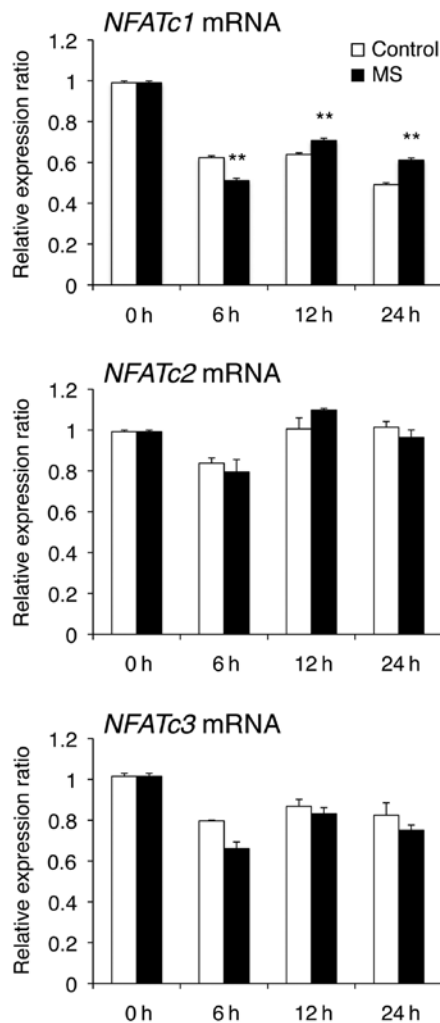 NFATc1 mRNA
1.2
1
0.8
0.6
0.4
0.2
0
Relative expression ratio
Control
MS
**
**
**
0 h
6 h
12 h
24 h
NFATc2 mRNA
1.2
1
0.8
0.6
0.4
0.2
0
Relative expression ratio
0 h
6 h
12 h
24 h
NFATc3 mRNA
1.2
1
0.8
0.6
0.4
0.2
0
Relative expression ratio
0 h
6 h
12 h
24 h